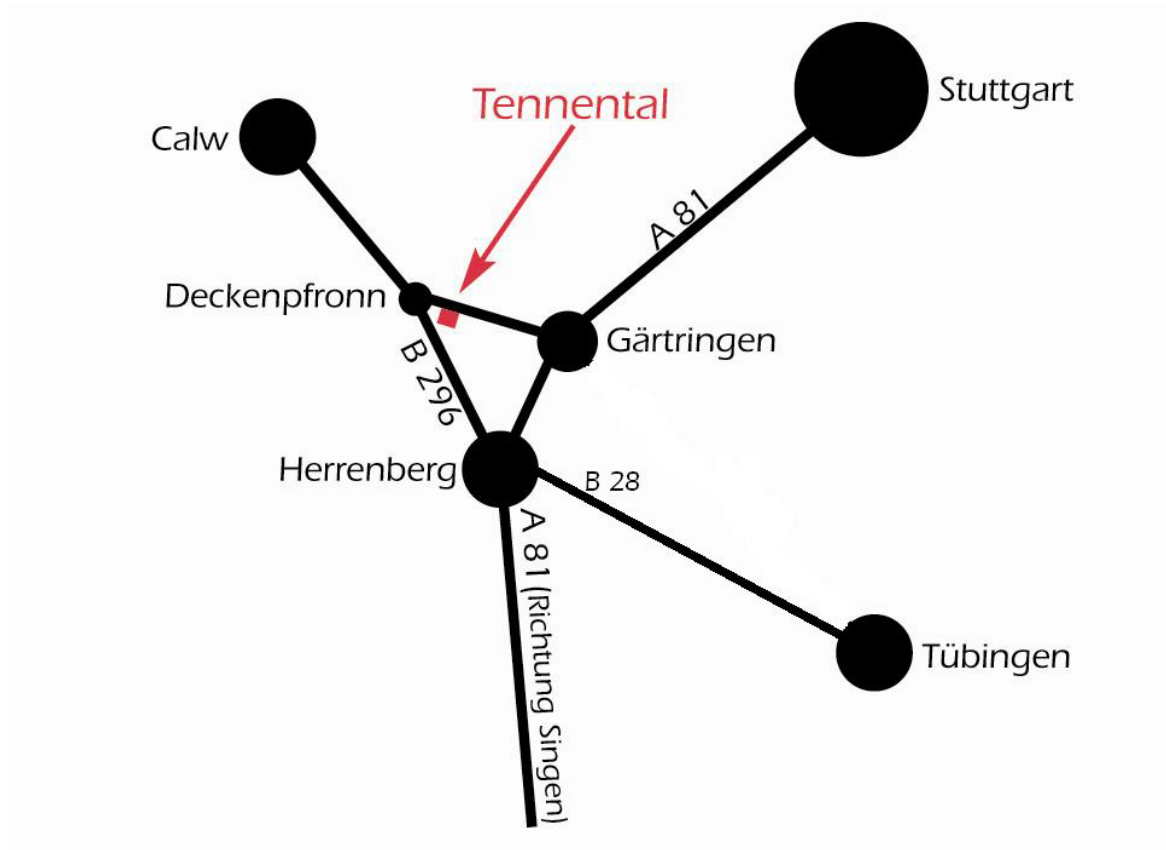 Stuttgart
Tennental
Calw
A 81
Deckenpfronn
Gärtringen
B 296
Herrenberg
B 28
A 81 (Richtung Singen)
Tübingen